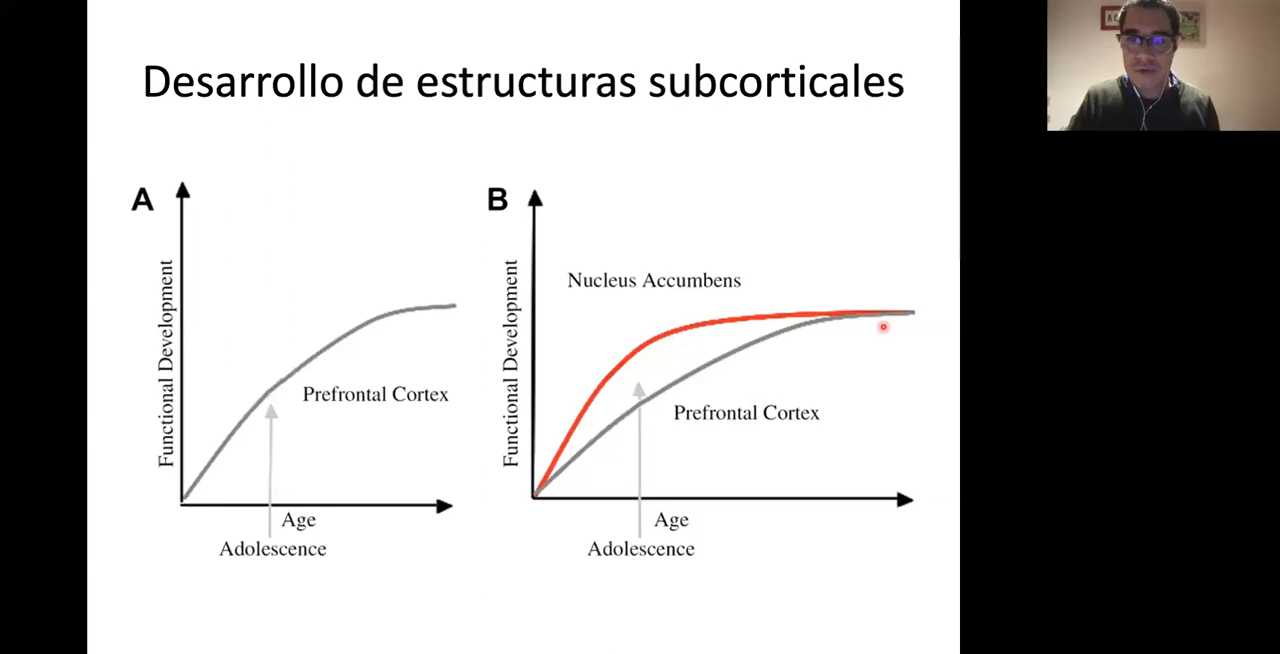 Desarrollo de estructuras subcorticales
A
Functional Development
Prefrontal Cortex
Age
Adolescence
B
Functional Development
Nucleus Accumbens
Prefrontal Cortex
Age
Adolescence